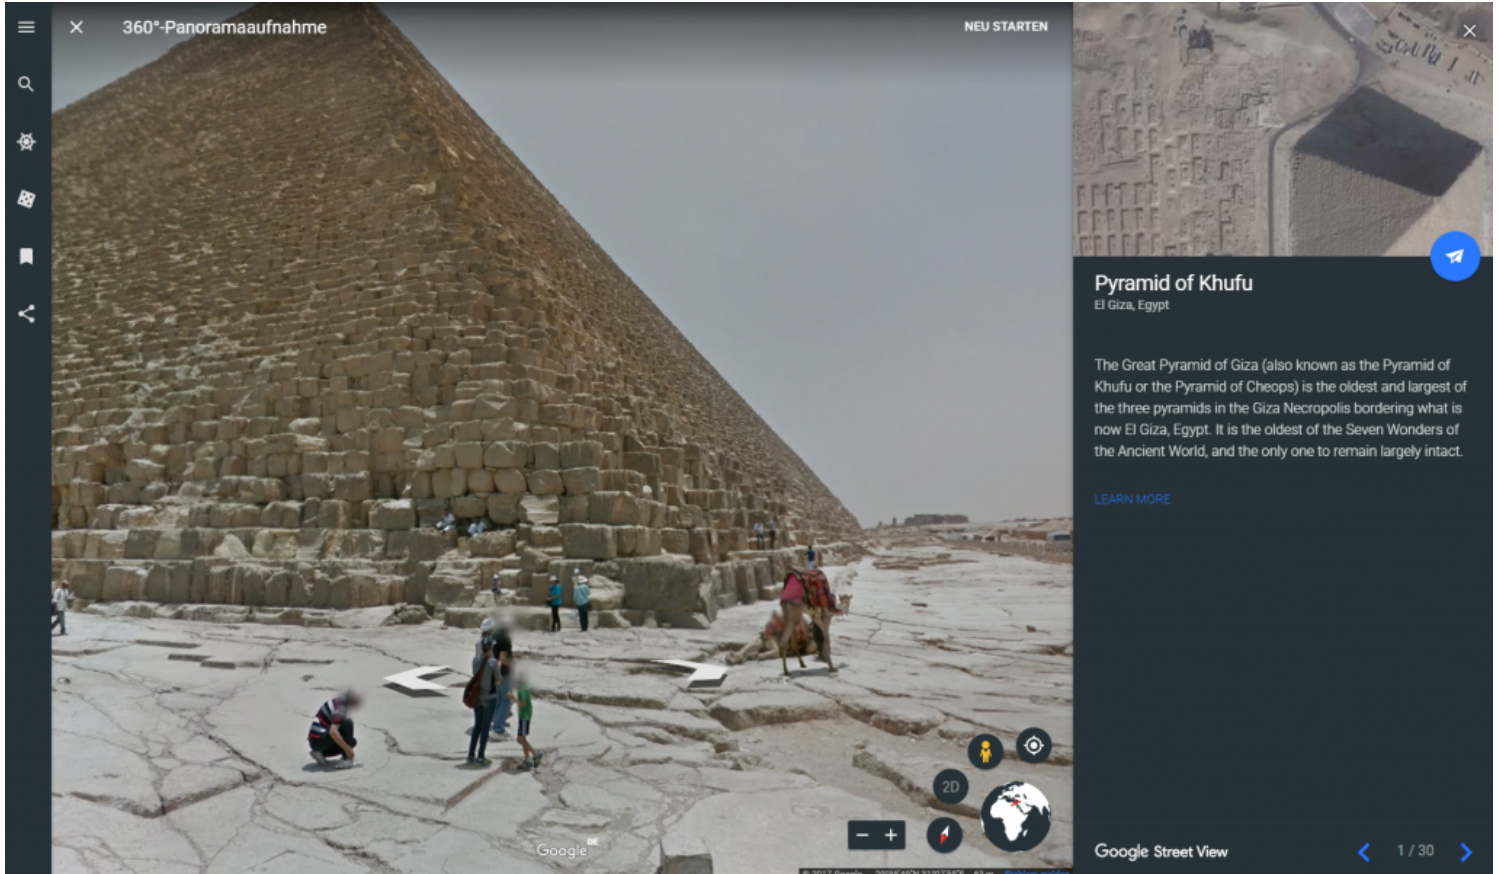 360°-Panoramaaufnahme
NEU STARTEN
Pyramid of Khufu
El Giza, Egypt
The Great Pyramid of Giza (also known as the Pyramid of
Khufu or the Pyramid of Cheops) is the oldest and largest of
the three pyramids in the Giza Necropolis bordering what is
now El Giza, Egypt. It is the oldest of the Seven Wonders of
the Ancient World, and the only one to remain largely intact.
LEARN MORE
2D
Google DE
Google Street View
1 / 30
© 2017 Google